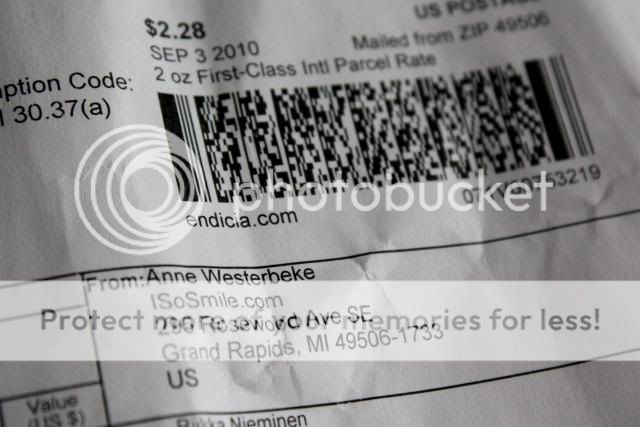 $2.28
US POSTAGE
SEP 3 2010
Mailed from ZIP 49506
2 oz First-Class Intl Parcel Rate
ption Code:
30.37(a)
photobucket
endicia.com
From: Anne Westerbeke
ISoSmile.com
Protect more of your memories for less!
Rosewood Ave SE
Grand Rapids, MI 49506-1733
US
Value
(US $)
Riikka Nieminen